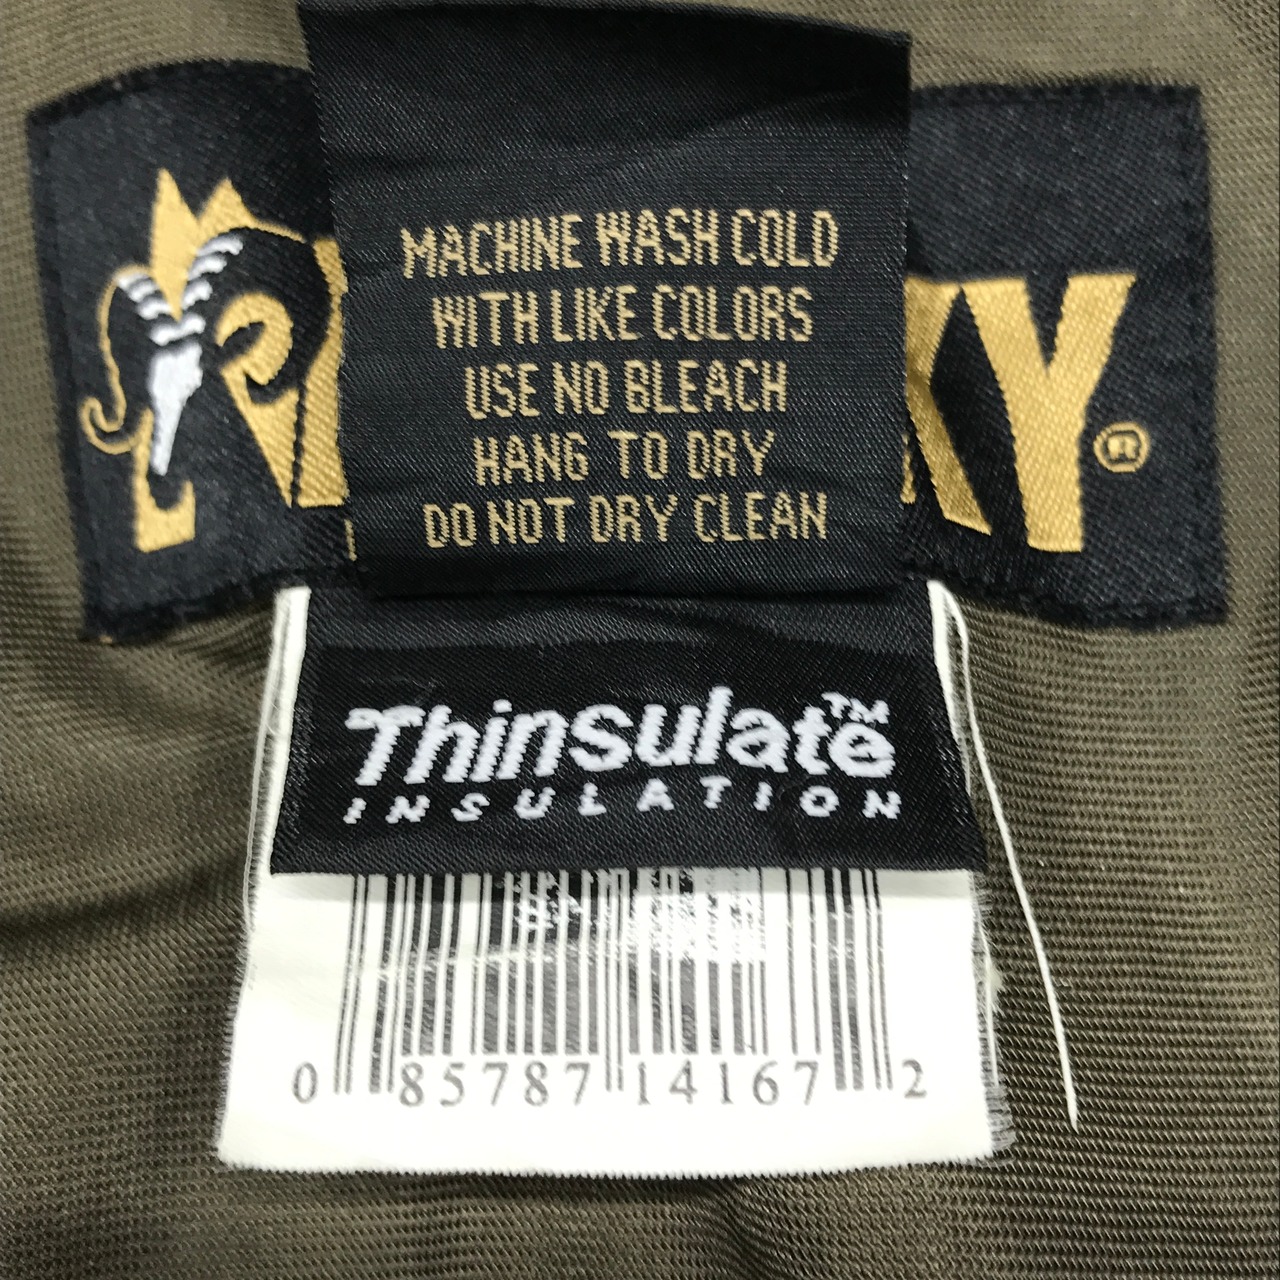 MACHINE WASH COLD
WITH LIKE COLORS
USE NO BLEACH
HANG TO DRY
DO NOT DRY CLEAN
KY®
Thinsulate™
INSULATION
0 85787 14167 2